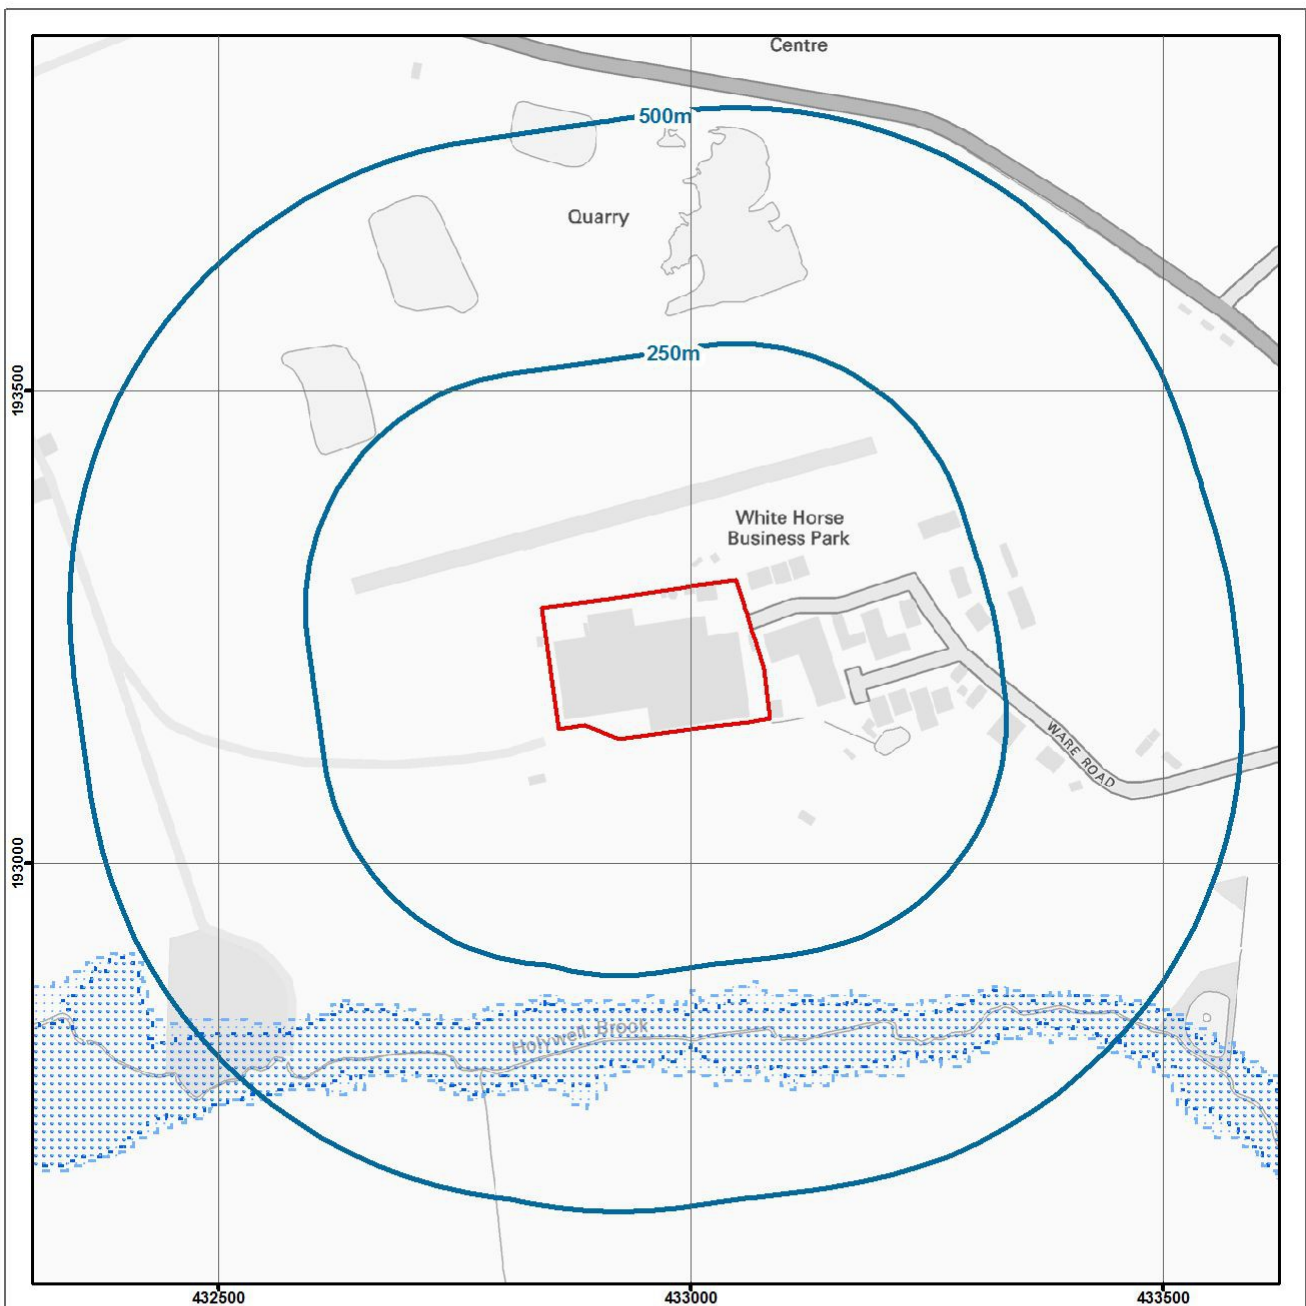 Centre
500m
Quarry
250m
193500
White Horse
Business Park
WARE ROAD
193000
Holywell Brook
432500
433000
433500